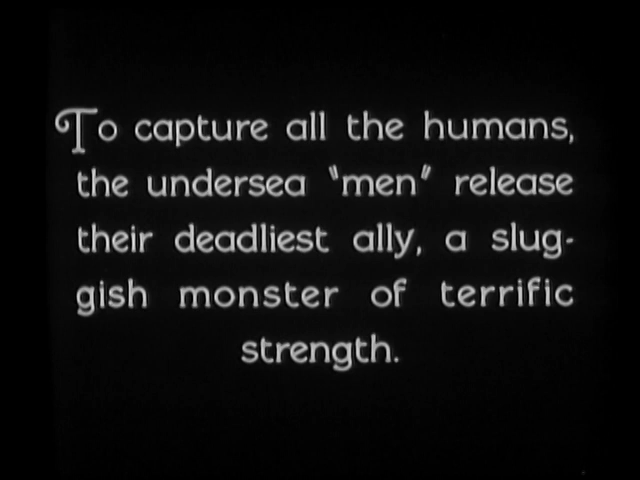 To capture all the humans,
the undersea "men" release
their deadliest ally, a slug-
gish monster of terrific
strength.